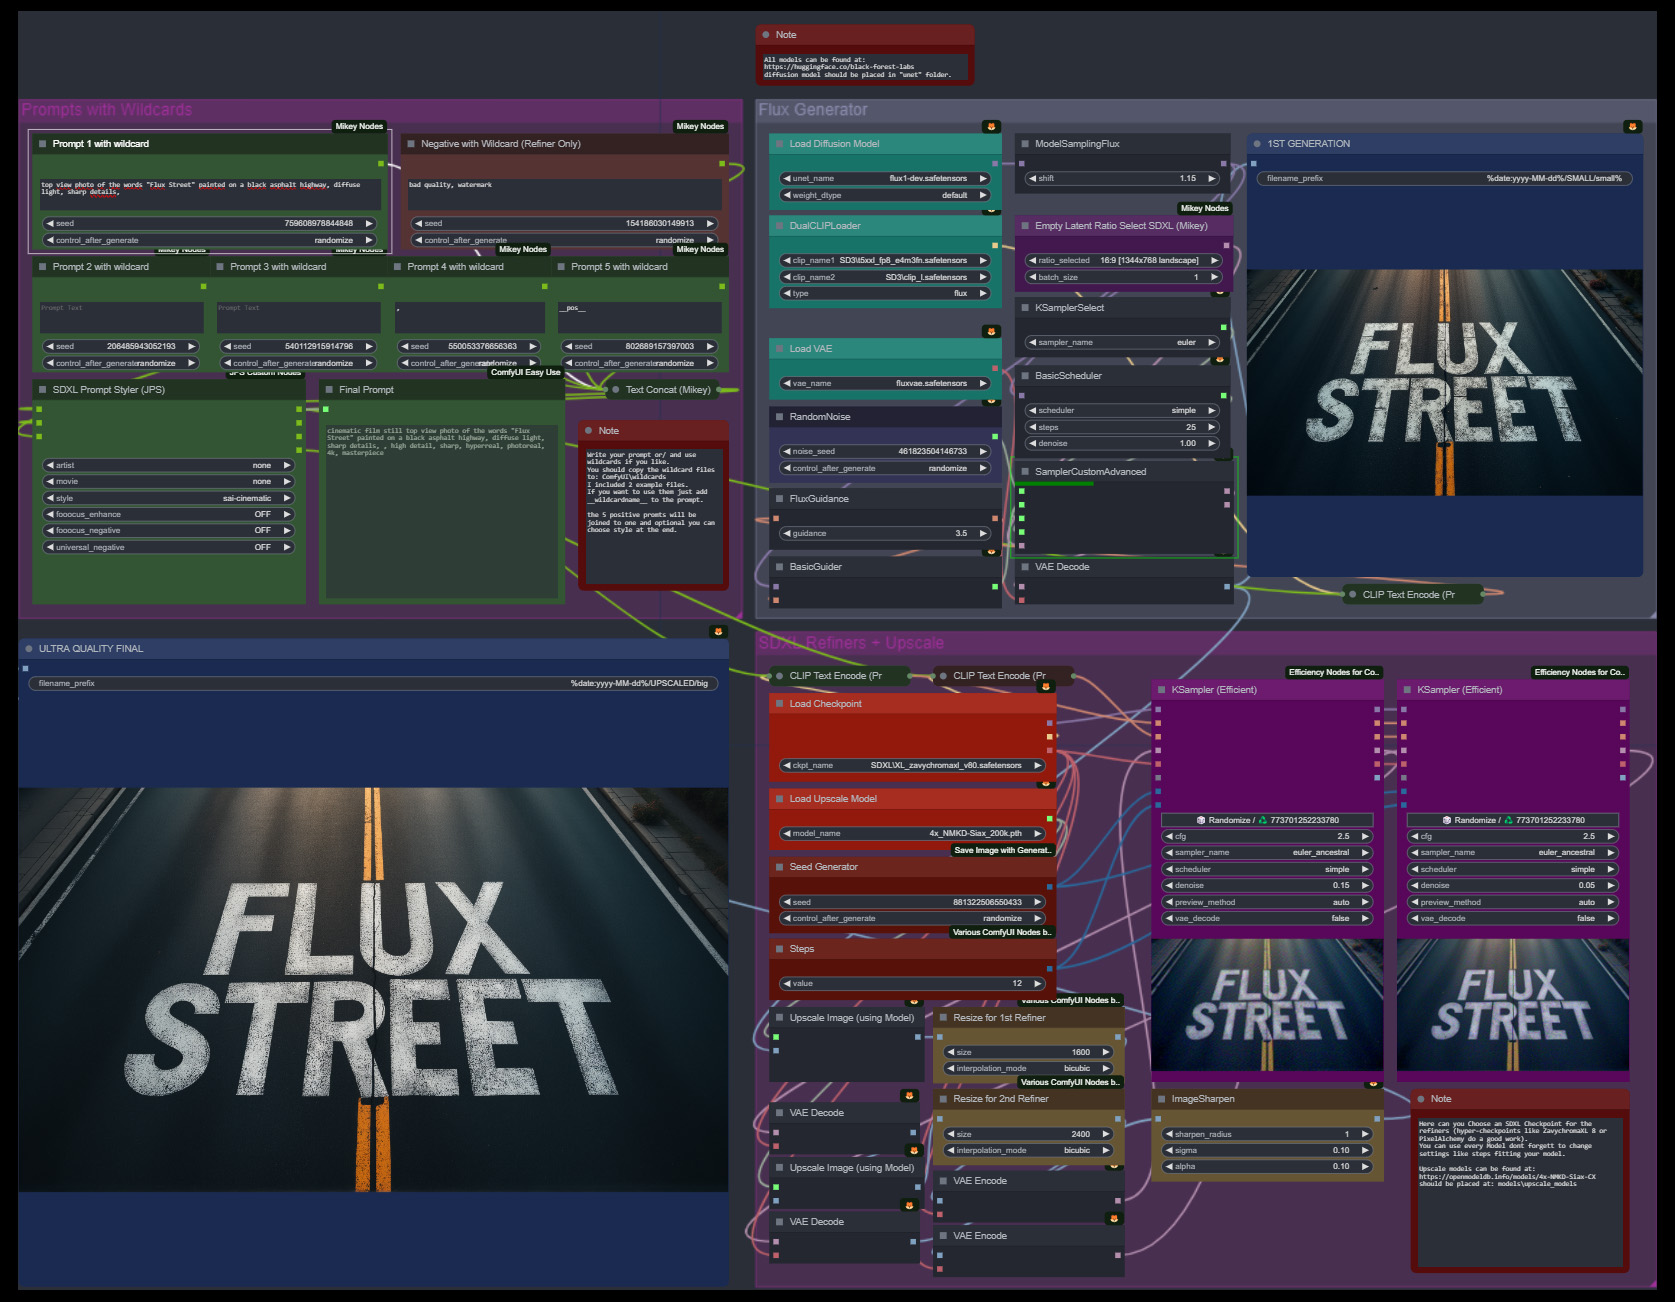 Note
All models can be found at:
https://huggingface.co/black-forest-labs
diffusion model should be placed in "unet" folder.
Prompts with Wildcards
Mikey Nodes
Prompt 1 with wildcard
top view photo of the words "Flux Street" painted on a black asphalt highway, diffuse
light, sharp details,
seed 759608978844848
control_after_generate randomize
Mikey Nodes
Negative with Wildcard (Refiner Only)
bad quality, watermark
seed 154186030149913
control_after_generate randomize
Mikey Nodes
Prompt 2 with wildcard
Prompt Text
seed 206485943052193
control_after_generate randomize
Mikey Nodes
Prompt 3 with wildcard
Prompt Text
seed 540112915914796
control_after_generate randomize
Mikey Nodes
Prompt 4 with wildcard
,
seed 550053376656363
control_after_generate randomize
Mikey Nodes
Prompt 5 with wildcard
__pos__
seed 802689157397003
control_after_generate randomize
JPS Custom Nodes
SDXL Prompt Styler (JPS)
artist none
movie none
style sai-cinematic
fooocus_enhance OFF
fooocus_negative OFF
universal_negative OFF
ComfyUI Easy Use
Final Prompt
cinematic film still top view photo of the words "Flux
Street" painted on a black asphalt highway, diffuse light,
sharp details, , high detail, sharp, hyperreal, photoreal,
4k, masterpiece
Text Concat (Mikey)
Note
Write your prompt or/ and use
wildcards if you like.
You should copy the wildcard files
to: ComfyUI\wildcards
I included 2 example files.
If you want to use them just add
__wildcardname__ to the prompt.
the 5 positive promts will be
joined to one and optional you can
choose style at the end.
Flux Generator
Load Diffusion Model
unet_name flux1-dev.safetensors
weight_dtype default
DualCLIPLoader
clip_name1 SD3\t5xxl_fp8_e4m3fn.safetensors
clip_name2 SD3\clip_l.safetensors
type flux
Load VAE
vae_name fluxvae.safetensors
RandomNoise
noise_seed 461823504146733
control_after_generate randomize
FluxGuidance
guidance 3.5
BasicGuider
ModelSamplingFlux
shift 1.15
Mikey Nodes
Empty Latent Ratio Select SDXL (Mikey)
ratio_selected 16:9 [1344x768 landscape]
batch_size 1
KSamplerSelect
sampler_name euler
BasicScheduler
scheduler simple
steps 25
denoise 1.00
SamplerCustomAdvanced
VAE Decode
1ST GENERATION
filename_prefix %date:yyyy-MM-dd%/SMALL/small%
FLUX
STREET
CLIP Text Encode (Pr
ULTRA QUALITY FINAL
filename_prefix %date:yyyy-MM-dd%/UPSCALED/big
FLUX
STREET
SDXL Refiners + Upscale
CLIP Text Encode (Pr
CLIP Text Encode (Pr
Load Checkpoint
ckpt_name SDXL\XL_zavychromaxl_v80.safetensors
Load Upscale Model
model_name 4x_NMKD-Siax_200k.pth
Save Image with Generat..
Seed Generator
seed 881322506550433
control_after_generate randomize
Various ComfyUI Nodes b..
Steps
value 12
Upscale Image (using Model)
Various ComfyUI Nodes b..
Resize for 1st Refiner
size 1600
interpolation_mode bicubic
Various ComfyUI Nodes b..
Resize for 2nd Refiner
size 2400
interpolation_mode bicubic
VAE Decode
Upscale Image (using Model)
VAE Decode
VAE Encode
VAE Encode
Efficiency Nodes for Co..
KSampler (Efficient)
Randomize / 773701252233780
cfg 2.5
sampler_name euler_ancestral
scheduler simple
denoise 0.15
preview_method auto
vae_decode false
FLUX
STREET
Efficiency Nodes for Co..
KSampler (Efficient)
Randomize / 773701252233780
cfg 2.5
sampler_name euler_ancestral
scheduler simple
denoise 0.05
preview_method auto
vae_decode false
FLUX
STREET
ImageSharpen
sharpen_radius 1
sigma 0.10
alpha 0.10
Note
Here can you Choose an SDXL Checkpoint for the
refiners (hyper-checkpoints like ZavychromaXL 8 or
PixelAlchemy do a good work).
You can use every Model dont forgett to change
settings like steps fitting your model.
Upscale models can be found at:
https://openmodeldb.info/models/4x-NMKD-Siax-CX
should be placed at: models\upscale_models